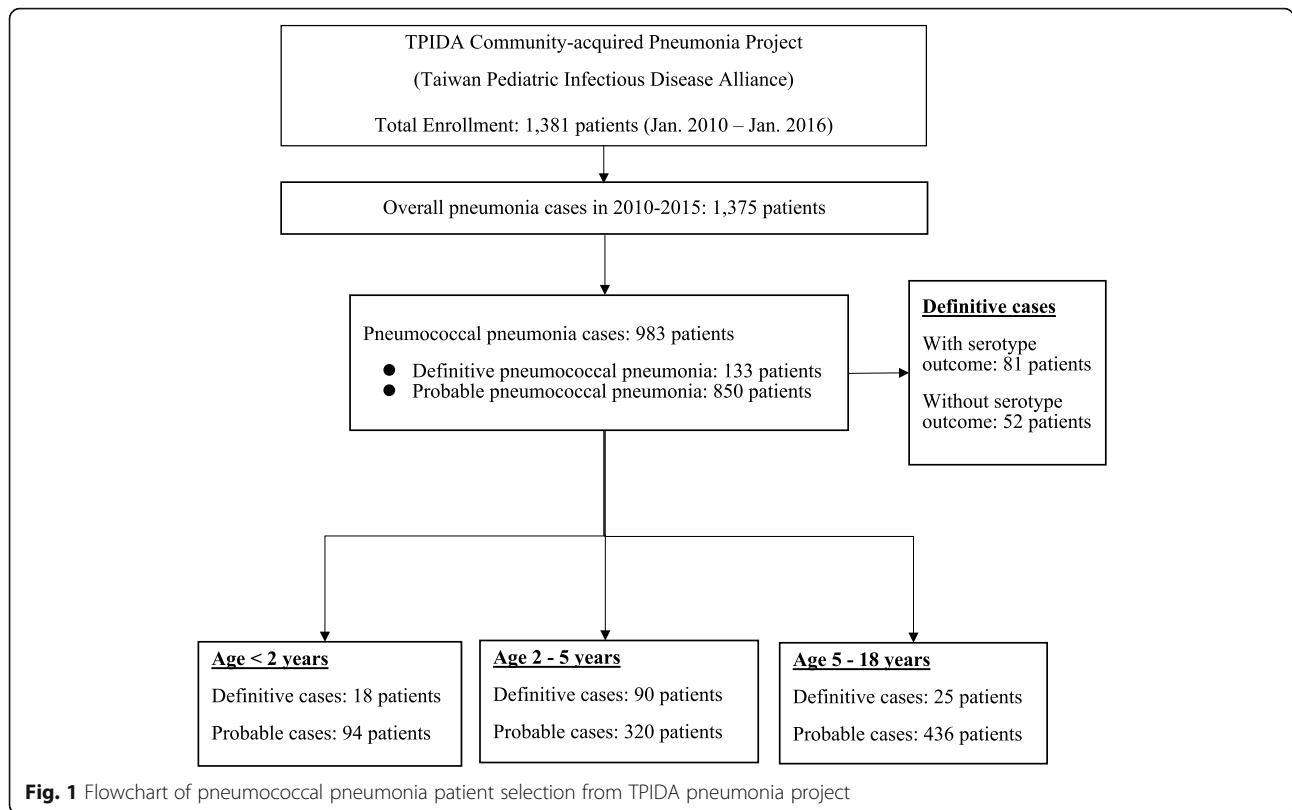 TPIDA Community-acquired Pneumonia Project
(Taiwan Pediatric Infectious Disease Alliance)
Total Enrollment: 1,381 patients (Jan. 2010 – Jan. 2016)
Overall pneumonia cases in 2010-2015: 1,375 patients
Pneumococcal pneumonia cases: 983 patients
● Definitive pneumococcal pneumonia: 133 patients
● Probable pneumococcal pneumonia: 850 patients
Definitive cases
With serotype
outcome: 81 patients
Without serotype
outcome: 52 patients
Age < 2 years
Definitive cases: 18 patients
Probable cases: 94 patients
Age 2 - 5 years
Definitive cases: 90 patients
Probable cases: 320 patients
Age 5 - 18 years
Definitive cases: 25 patients
Probable cases: 436 patients
Fig. 1 Flowchart of pneumococcal pneumonia patient selection from TPIDA pneumonia project